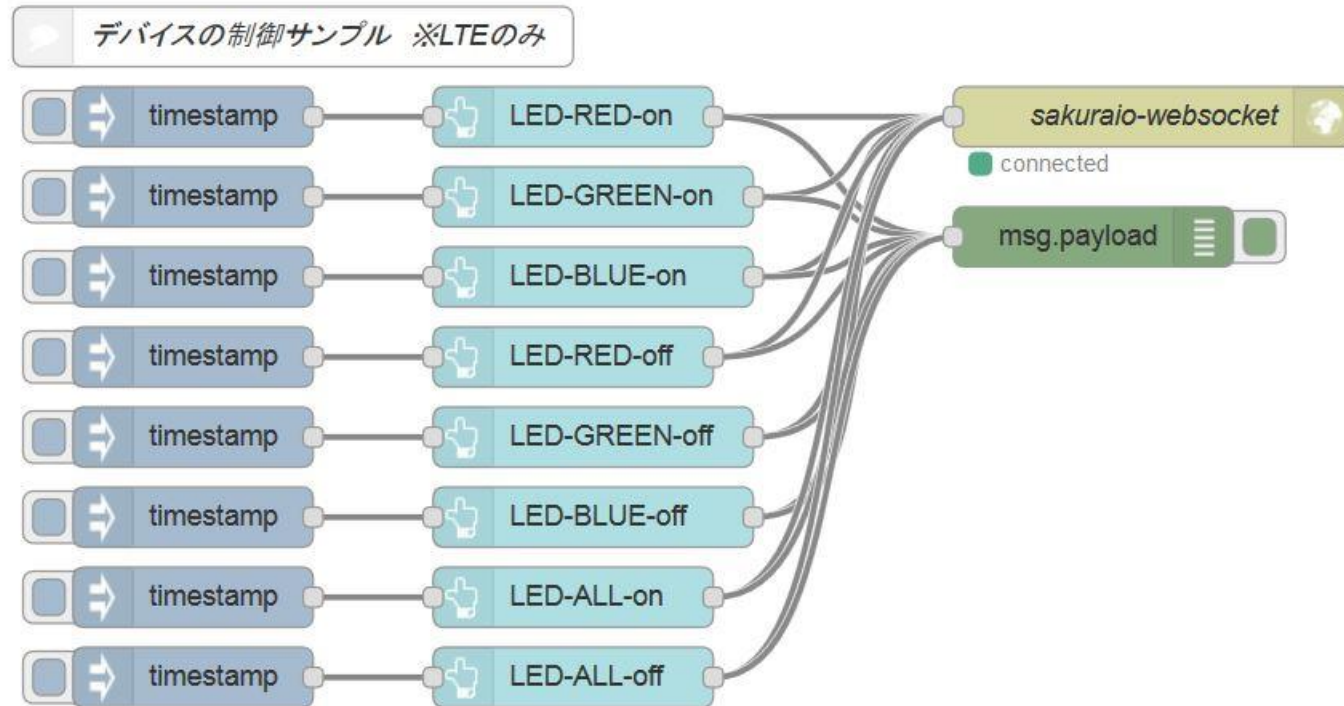 デバイスの制御サンプル ※LTEのみ
timestamp LED-RED-on sakuraio-websocket
connected
timestamp LED-GREEN-on
msg.payload
timestamp LED-BLUE-on
timestamp LED-RED-off
timestamp LED-GREEN-off
timestamp LED-BLUE-off
timestamp LED-ALL-on
timestamp LED-ALL-off